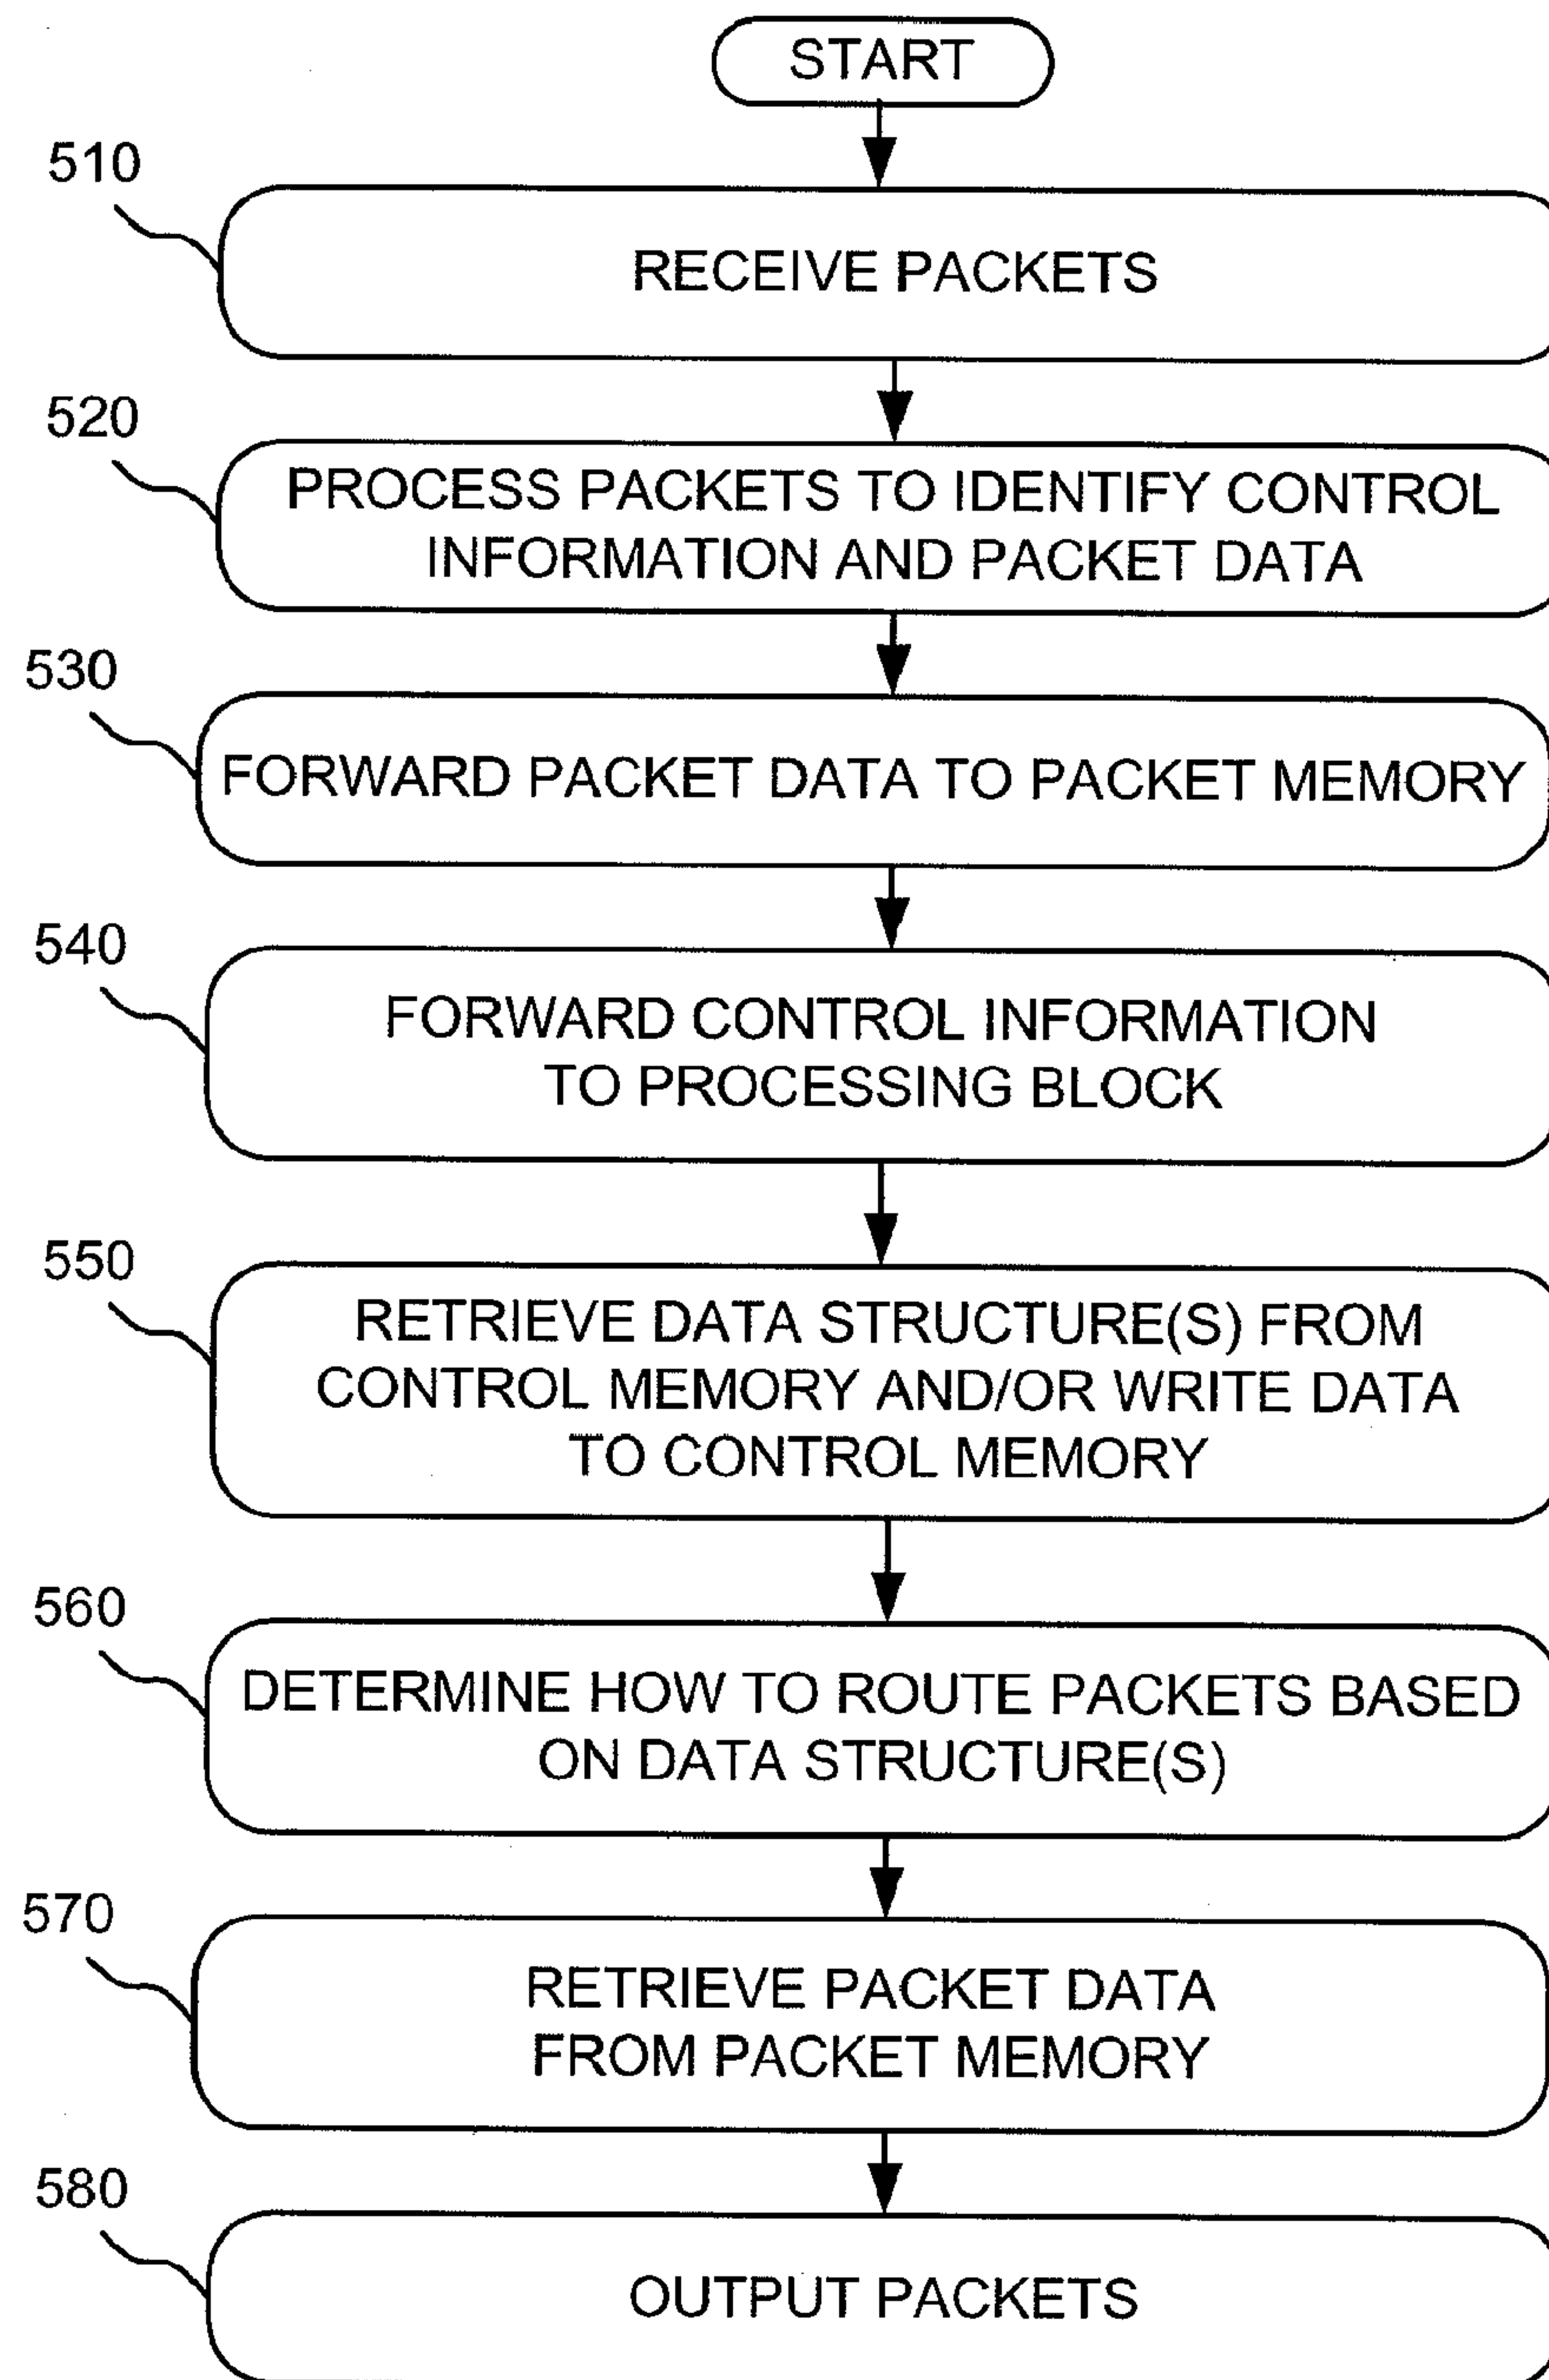 START
510
RECEIVE PACKETS
520
PROCESS PACKETS TO IDENTIFY CONTROL
INFORMATION AND PACKET DATA
530
FORWARD PACKET DATA TO PACKET MEMORY
540
FORWARD CONTROL INFORMATION
TO PROCESSING BLOCK
550
RETRIEVE DATA STRUCTURE(S) FROM
CONTROL MEMORY AND/OR WRITE DATA
TO CONTROL MEMORY
560
DETERMINE HOW TO ROUTE PACKETS BASED
ON DATA STRUCTURE(S)
570
RETRIEVE PACKET DATA
FROM PACKET MEMORY
580
OUTPUT PACKETS